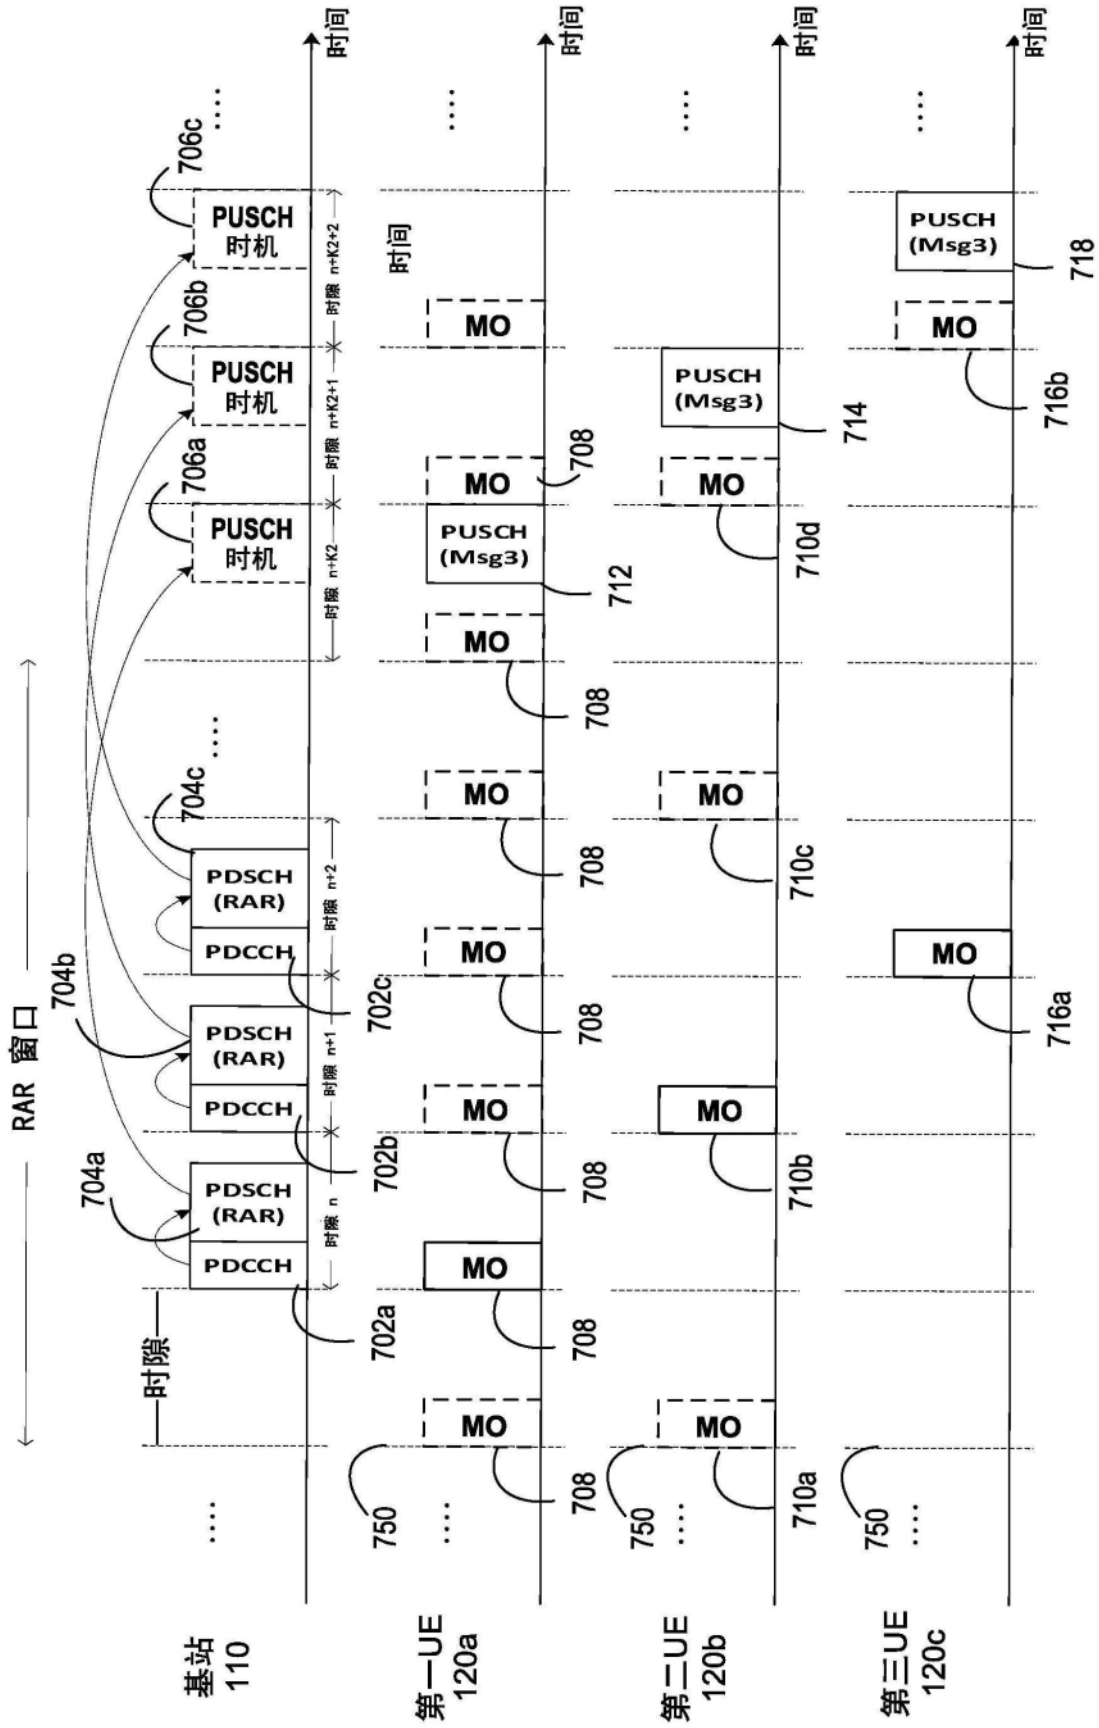 RAR 窗口
704a
704b
704c
706a
706b
706c
时隙
....
PDCCH
PDSCH
(RAR)
PDCCH
PDSCH
(RAR)
PDCCH
PDSCH
(RAR)
....
PUSCH
时机
PUSCH
时机
PUSCH
时机
....
基站
110
时隙 n
时隙 n+1
时隙 n+2
时隙 n+K2
时隙 n+K2+1
时隙 n+K2+2
时间
702a
702b
702c
750
时间
第一UE
120a
....
MO
MO
MO
MO
MO
MO
PUSCH
(Msg3)
MO
MO
....
时间
708
708
708
708
708
708
712
708
750
第二UE
120b
....
MO
MO
MO
MO
PUSCH
(Msg3)
....
时间
710a
710b
710c
710d
714
750
第三UE
120c
....
MO
MO
PUSCH
(Msg3)
....
时间
716a
716b
718